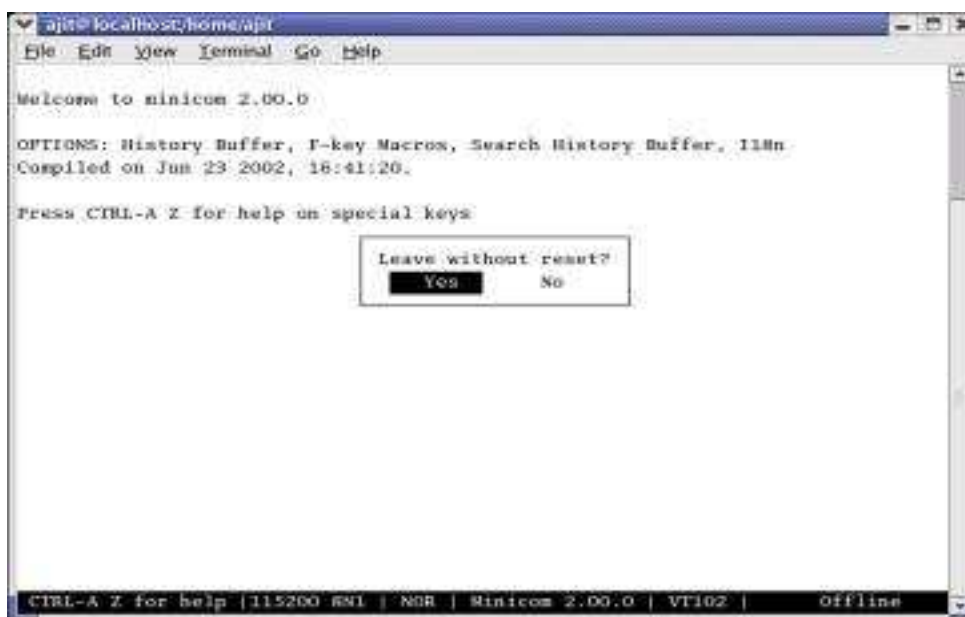 ajit@localhost:/home/ajit
File Edit View Terminal Go Help
Welcome to minicom 2.00.0
OPTIONS: History Buffer, F-key Macros, Search History Buffer, I18n
Compiled on Jun 23 2002, 16:41:20.
Press CTRL-A Z for help on special keys
Leave without reset?
Yes No
CTRL-A Z for help |115200 8N1 | NOR | Minicom 2.00.0 | VT102 | Offline